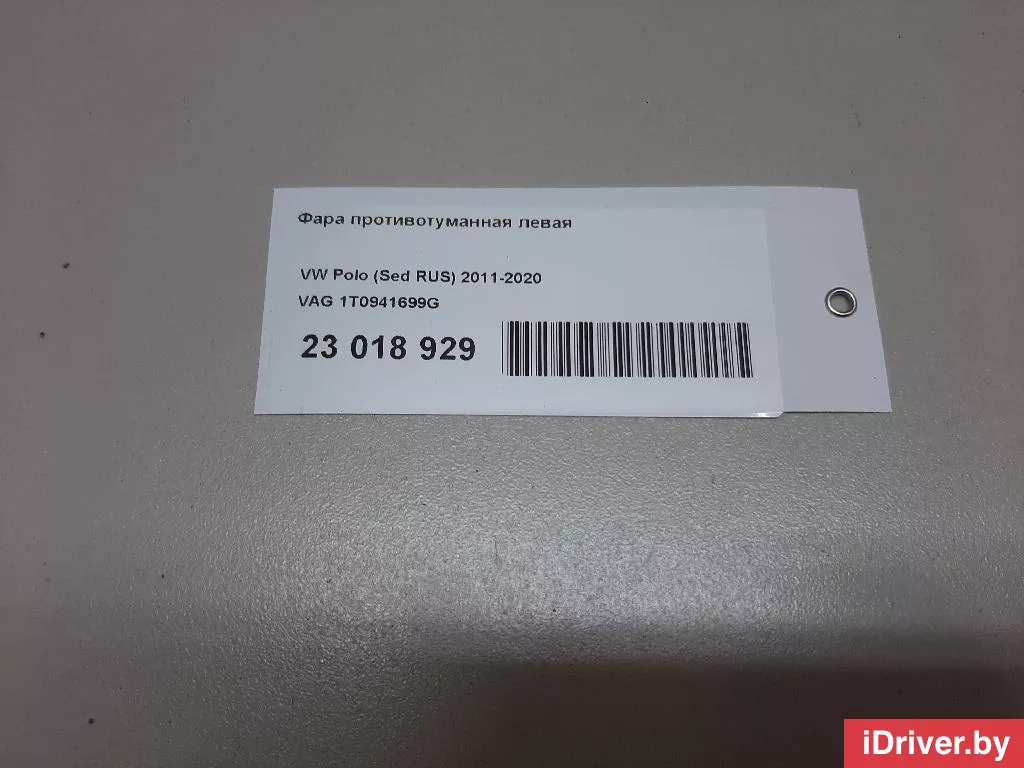 Фара противотуманная левая
VW Polo (Sed RUS) 2011-2020
VAG 1T0941699G
23 018 929
iDriver.by